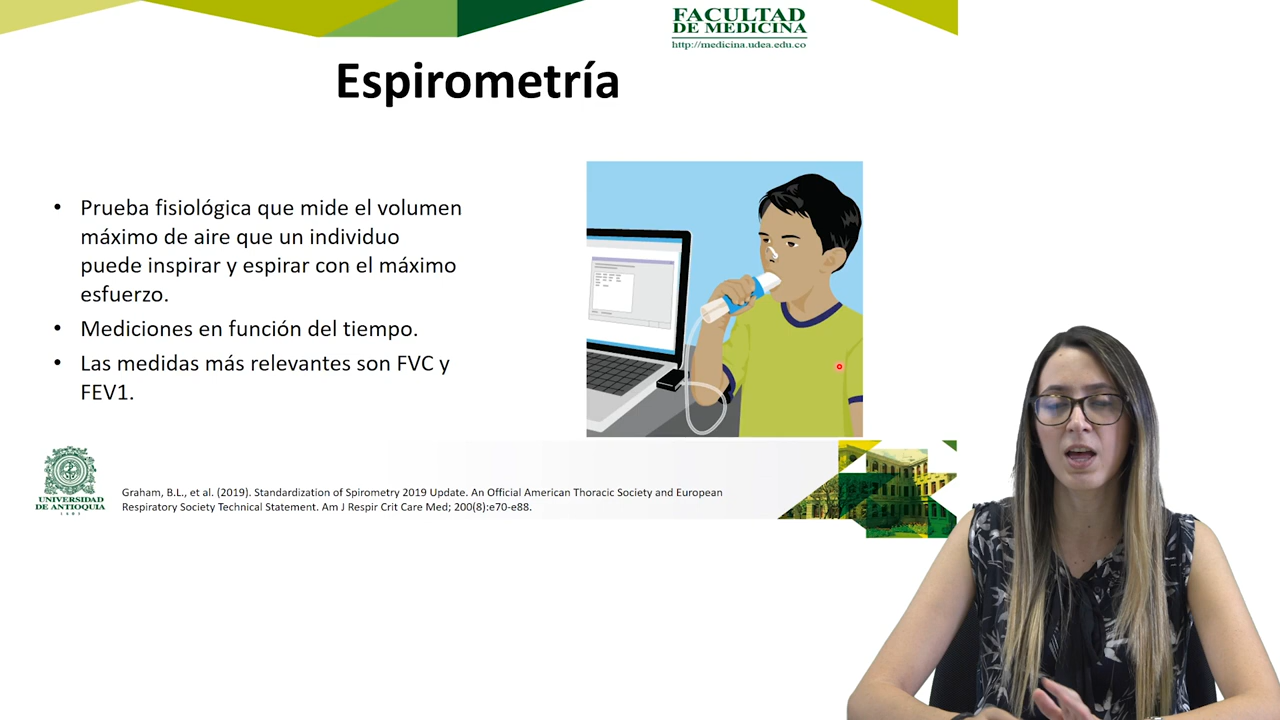 FACULTAD
DE MEDICINA
http://medicina.udea.edu.co
Espirometría
• Prueba fisiológica que mide el volumen
máximo de aire que un individuo
puede inspirar y espirar con el máximo
esfuerzo.
• Mediciones en función del tiempo.
• Las medidas más relevantes son FVC y
FEV1.
UNIVERSIDAD
DE ANTIOQUIA
1803
Graham, B.L., et al. (2019). Standardization of Spirometry 2019 Update. An Official American Thoracic Society and European
Respiratory Society Technical Statement. Am J Respir Crit Care Med; 200(8):e70-e88.